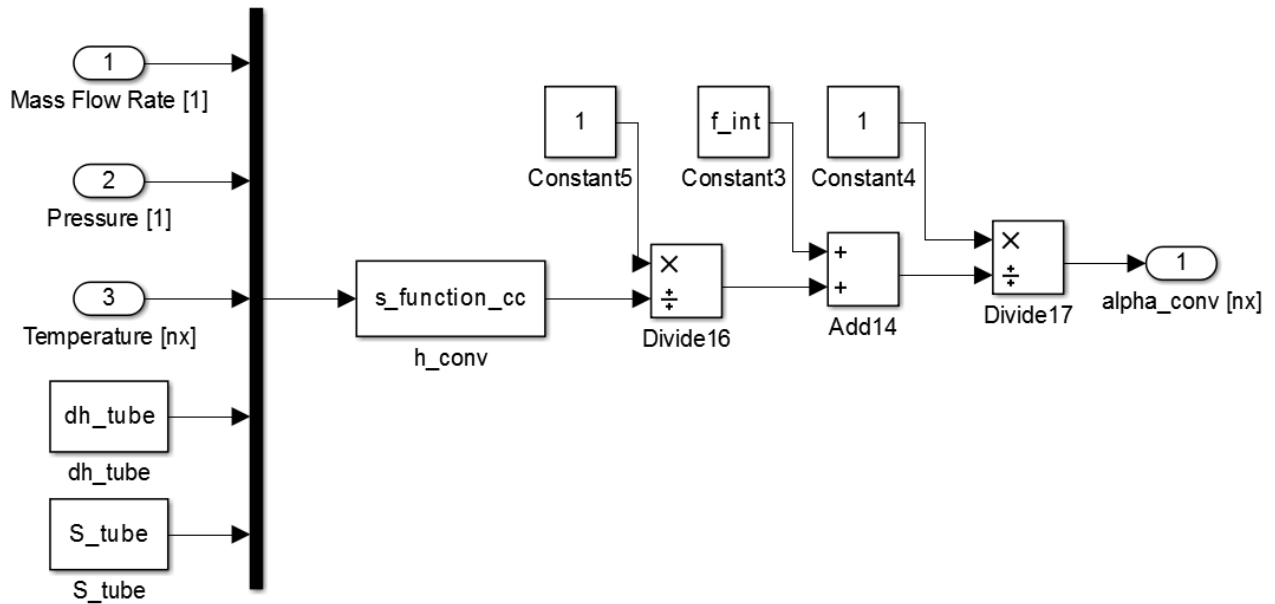 1
Mass Flow Rate [1]
2
Pressure [1]
3
Temperature [nx]
dh_tube
dh_tube
S_tube
S_tube
s_function_cc
h_conv
1
Constant5
×
÷
Divide16
f_int
Constant3
+
+
Add14
1
Constant4
×
÷
Divide17
1
alpha_conv [nx]